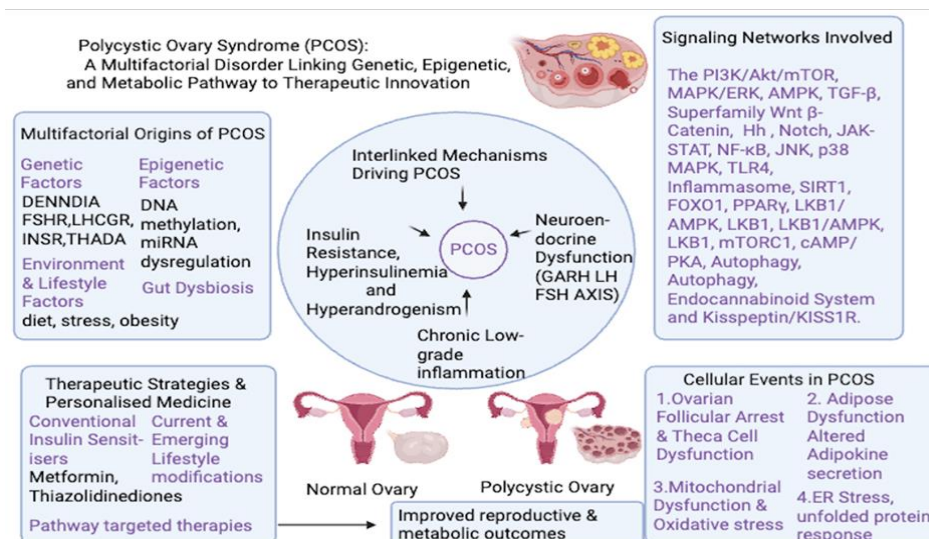 Polycystic Ovary Syndrome (PCOS):
A Multifactorial Disorder Linking Genetic, Epigenetic,
and Metabolic Pathway to Therapeutic Innovation
Multifactorial Origins of PCOS
Genetic
Factors
DENNDIA
FSHR,LHCGR,
INSR,THADA
Environment
& Lifestyle
Factors
diet, stress, obesity
Epigenetic
Factors
DNA
methylation,
miRNA
dysregulation
Gut Dysbiosis
Interlinked Mechanisms
Driving PCOS
Insulin
Resistance,
Hyperinsulinemia
and
Hyperandrogenism
PCOS
Neuroen-
docrine
Dysfunction
(GARH LH
FSH AXIS)
Chronic Low-
grade
inflammation
Signaling Networks Involved
The PI3K/Akt/mTOR,
MAPK/ERK, AMPK, TGF-β,
Superfamily Wnt β-
Catenin, Hh , Notch, JAK-
STAT, NF-κB, JNK, p38
MAPK, TLR4,
Inflammasome, SIRT1,
FOXO1, PPARγ, LKB1/
AMPK, LKB1, LKB1/AMPK,
LKB1, mTORC1, cAMP/
PKA, Autophagy,
Autophagy,
Endocannabinoid System
and Kisspeptin/KISS1R.
Therapeutic Strategies &
Personalised Medicine
Conventional
Insulin Sensit-
isers
Metformin,
Thiazolidinediones
Current &
Emerging
Lifestyle
modifications
Pathway targeted therapies
Normal Ovary
Polycystic Ovary
Improved reproductive &
metabolic outcomes
Cellular Events in PCOS
1.Ovarian
Follicular Arrest
& Theca Cell
Dysfunction
2. Adipose
Dysfunction
Altered
Adipokine
secretion
3.Mitochondrial
Dysfunction &
Oxidative stress
4.ER Stress,
unfolded protein
response